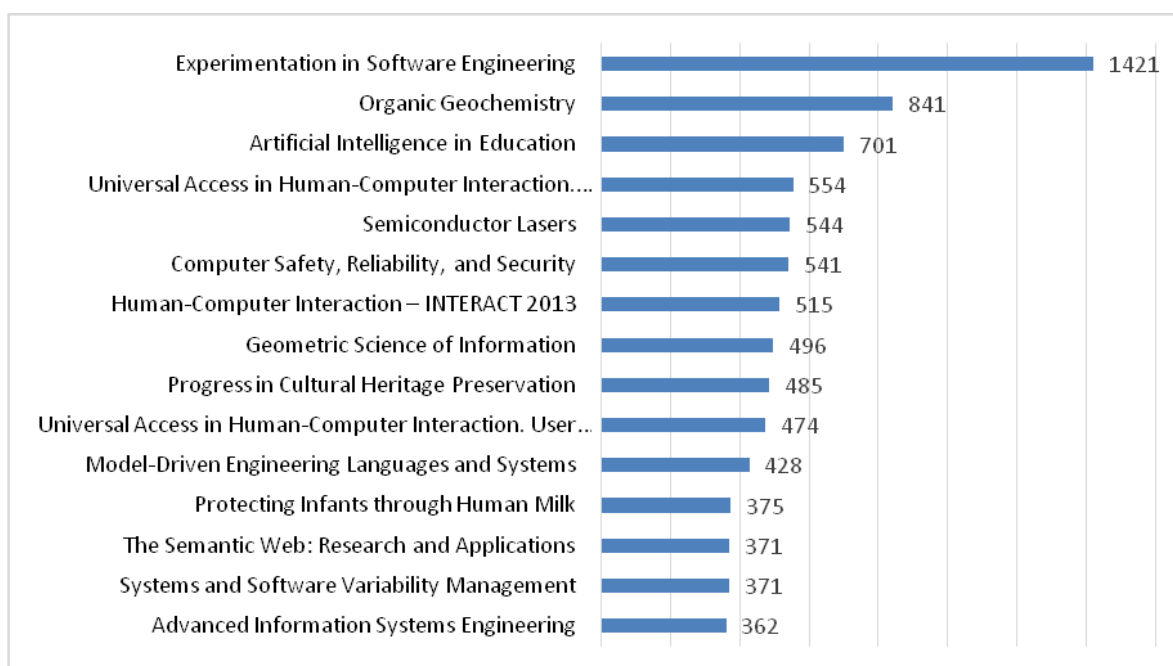 Experimentation in Software Engineering 1421
Organic Geochemistry 841
Artificial Intelligence in Education 701
Universal Access in Human-Computer Interaction.... 554
Semiconductor Lasers 544
Computer Safety, Reliability, and Security 541
Human-Computer Interaction – INTERACT 2013 515
Geometric Science of Information 496
Progress in Cultural Heritage Preservation 485
Universal Access in Human-Computer Interaction. User... 474
Model-Driven Engineering Languages and Systems 428
Protecting Infants through Human Milk 375
The Semantic Web: Research and Applications 371
Systems and Software Variability Management 371
Advanced Information Systems Engineering 362